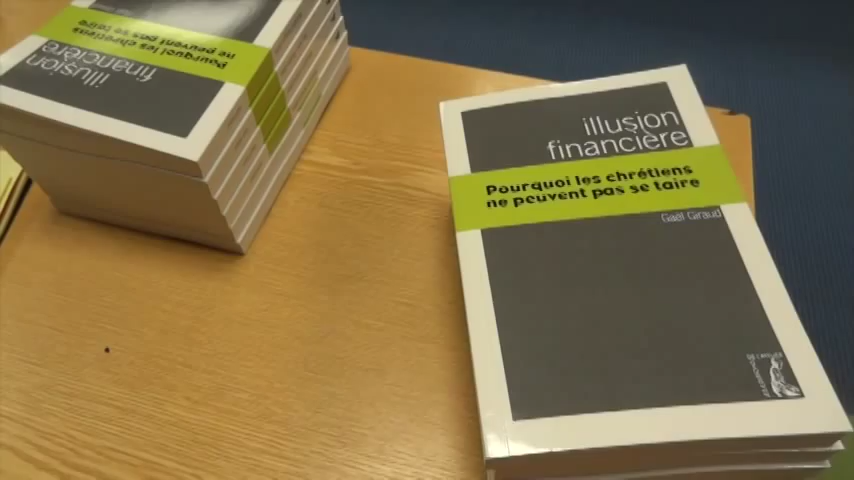 illusion
financière
Pourquoi les chrétiens
ne peuvent pas se taire
Gaël Giraud
illusion
financière
Pourquoi les chrétiens
ne peuvent pas se taire